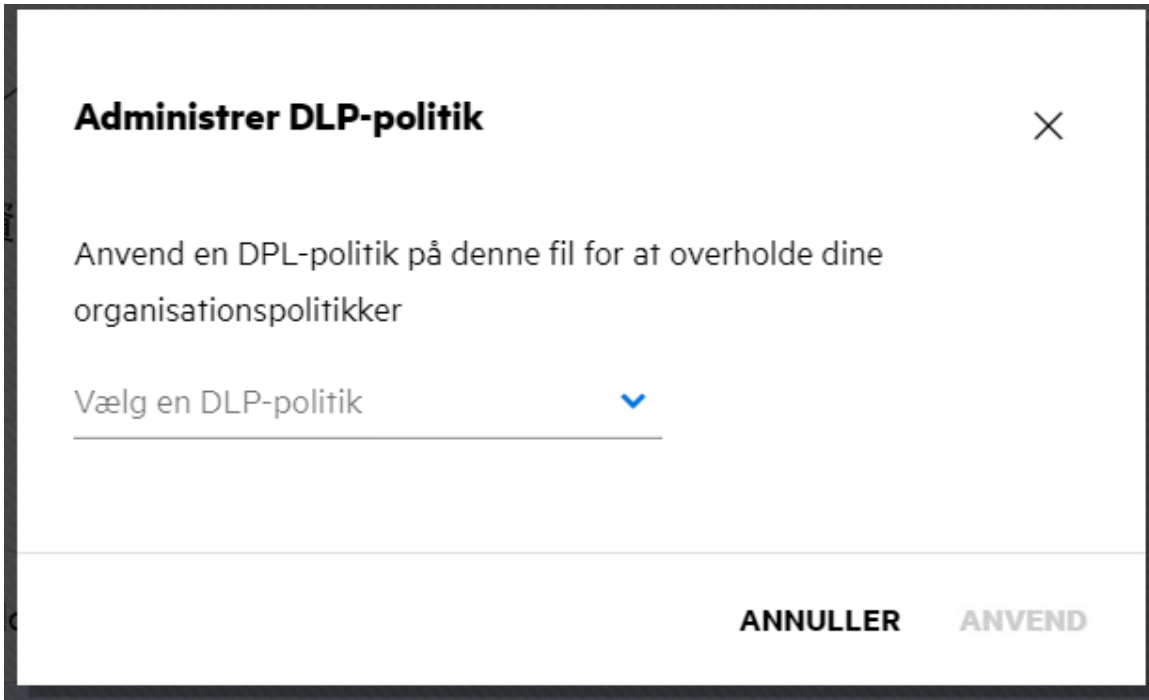 Administrer DLP-politik
Anvend en DPL-politik på denne fil for at overholde dine
organisationspolitikker
Vælg en DLP-politik
ANNULLER ANVEND